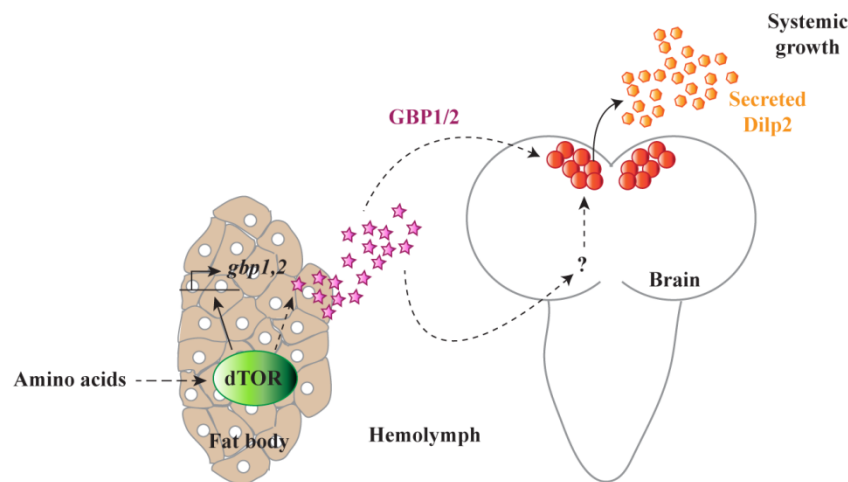 Systemic
growth
Secreted
Dilp2
GBP1/2
gbp1,2
?
Brain
Amino acids
dTOR
Fat body
Hemolymph